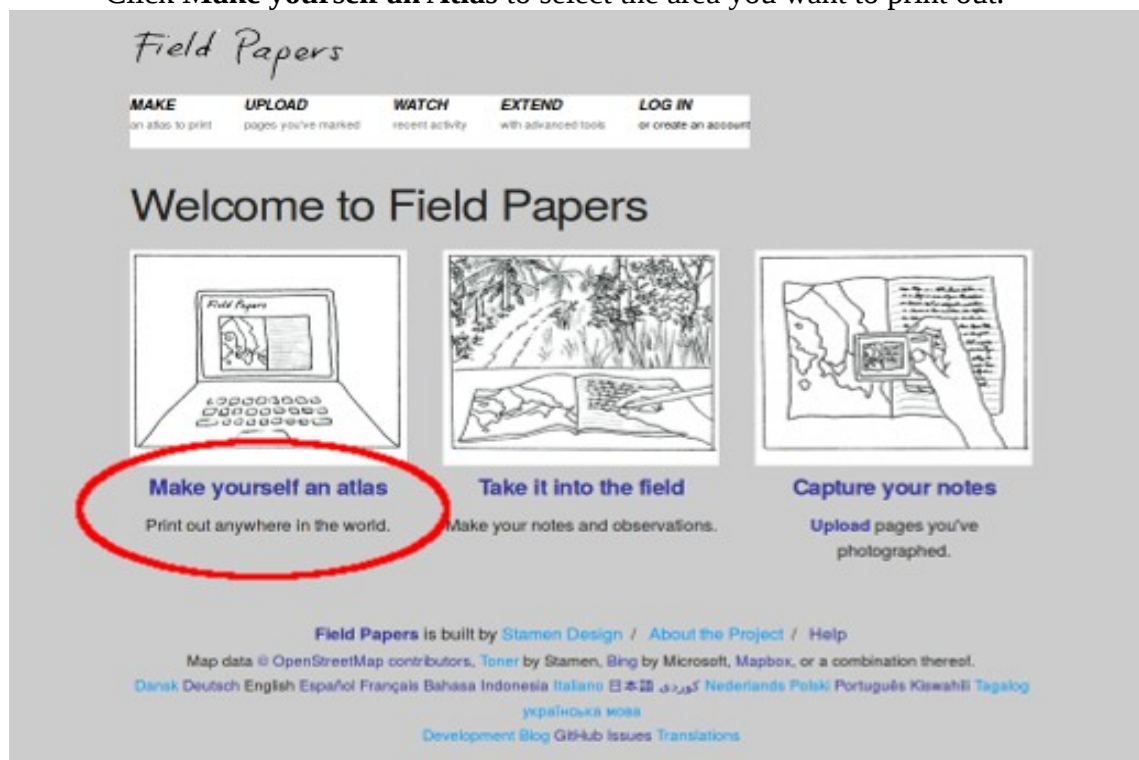 Click Make yourself an Atlas to select the area you want to print out.
Field Papers
MAKE UPLOAD WATCH EXTEND LOG IN
an atlas to print pages you've marked recent activity with advanced tools or create an account
Welcome to Field Papers
Field Papers
Make yourself an atlas Take it into the field Capture your notes
Print out anywhere in the world. Make your notes and observations. Upload pages you've
photographed.
Field Papers is built by Stamen Design / About the Project / Help
Map data © OpenStreetMap contributors, Toner by Stamen, Bing by Microsoft, Mapbox, or a combination thereof.
Dansk Deutsch English Español Français Bahasa Indonesia Italiano 日本語 كوردی Nederlands Polski Português Kiswahili Tagalog
українська мова
Development Blog GitHub Issues Translations